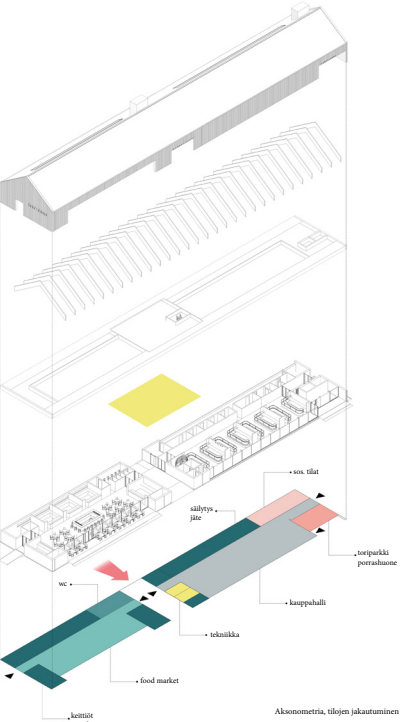 sos. tilat
säilytys
jäte
toriparkki
porrashuone
wc
kauppahalli
tekniikka
food market
Aksonometria, tilojen jakautuminen
keittiöt